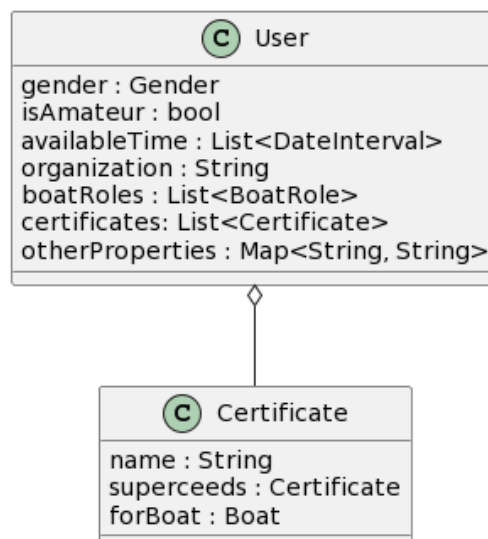 C User
gender : Gender
isAmateur : bool
availableTime : List<DateInterval>
organization : String
boatRoles : List<BoatRole>
certificates: List<Certificate>
otherProperties : Map<String, String>
C Certificate
name : String
superceeds : Certificate
forBoat : Boat